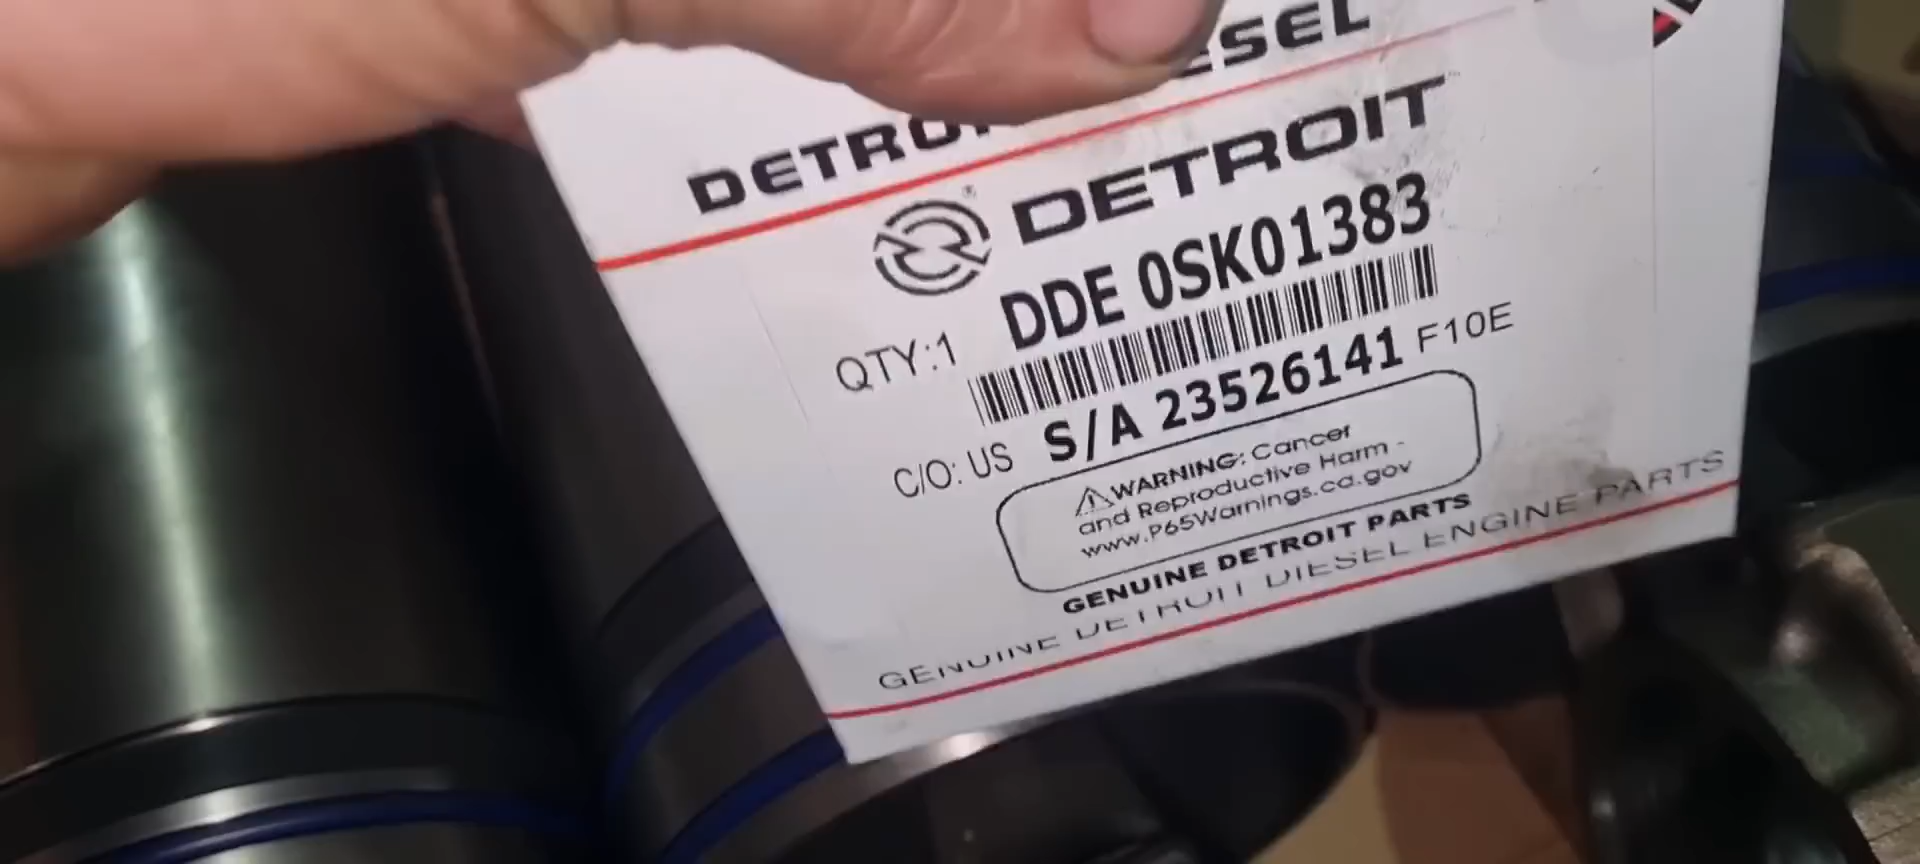 DETRO ESEL
DETROIT
DDE 0SK01383
QTY:1
S/A 23526141 F10E
C/O: US
WARNING: Cancer
and Reproductive Harm -
www.P65Warnings.ca.gov
GENUINE DETROIT PARTS
GENUINE DETROIT DIESEL ENGINE PARTS